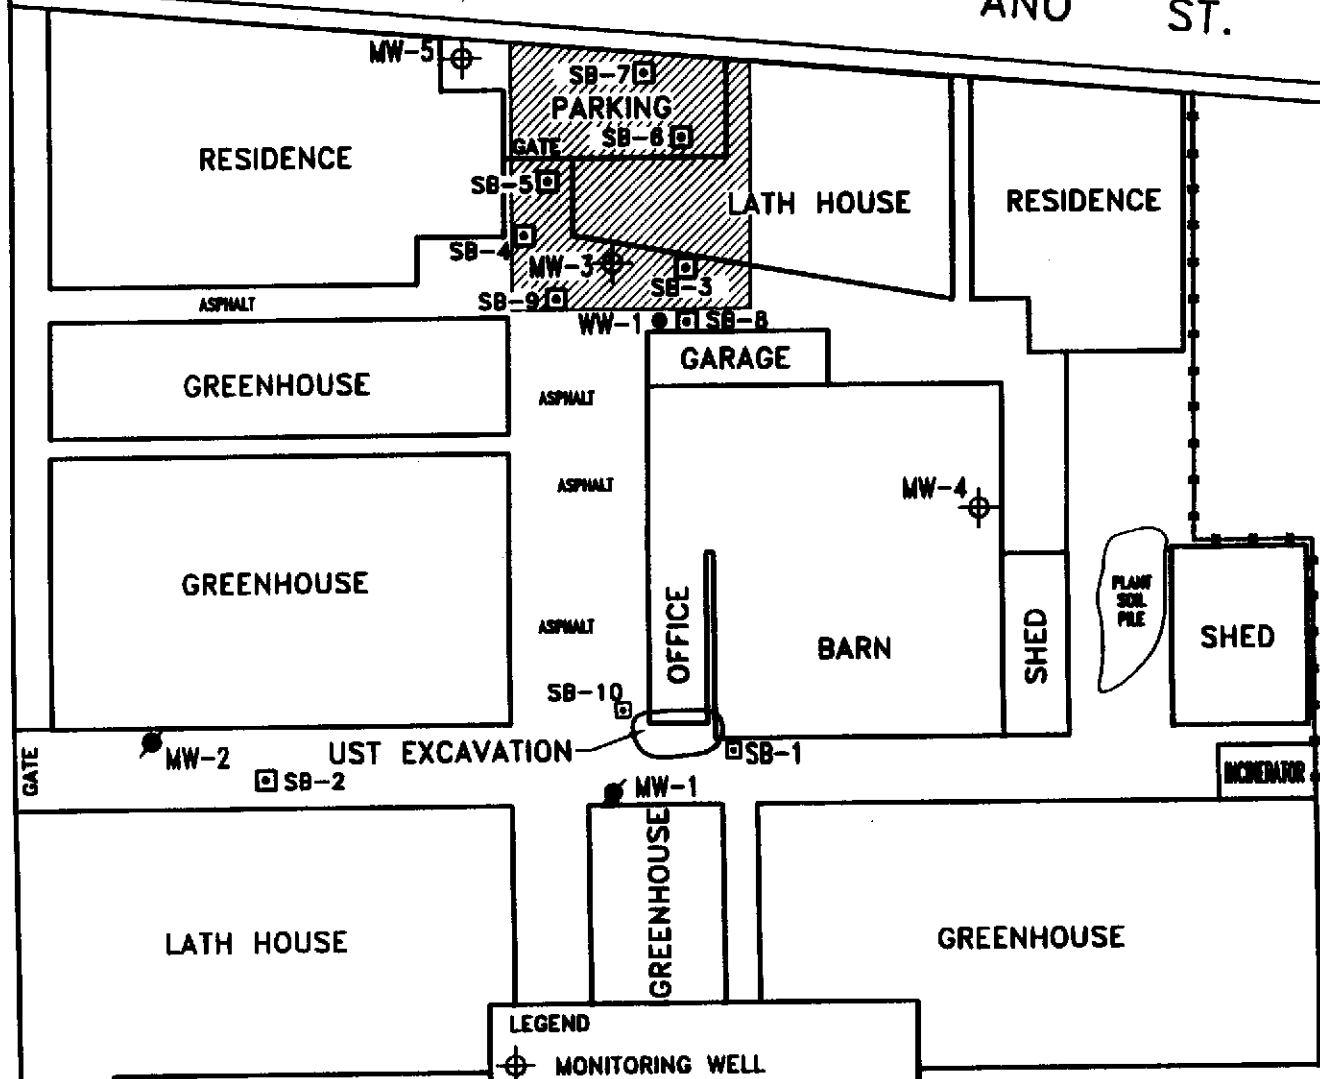 ANO ST.
MW-5
SB-7
PARKING
SB-6
GATE
RESIDENCE
SB-5
LATH HOUSE
RESIDENCE
SB-4
MW-3
SB-3
SB-9
ASPHALT
WW-1
SB-8
GARAGE
GREENHOUSE
ASPHALT
ASPHALT
MW-4
GREENHOUSE
PLANT
SOIL
PILE
OFFICE
ASPHALT
BARN
SHED
SHED
SB-10
UST EXCAVATION
SB-1
MW-2
GATE
SB-2
INCINERATOR
MW-1
GREENHOUSE
LATH HOUSE
GREENHOUSE
LEGEND
MONITORING WELL